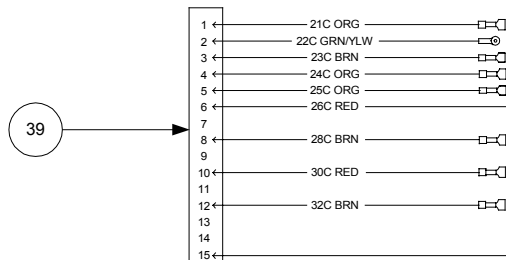 1 21C ORG
2 22C GRN/YLW
3 23C BRN
4 24C ORG
5 25C ORG
6 26C RED
7
39
8 28C BRN
9
10 30C RED
11
12 32C BRN
13
14
15